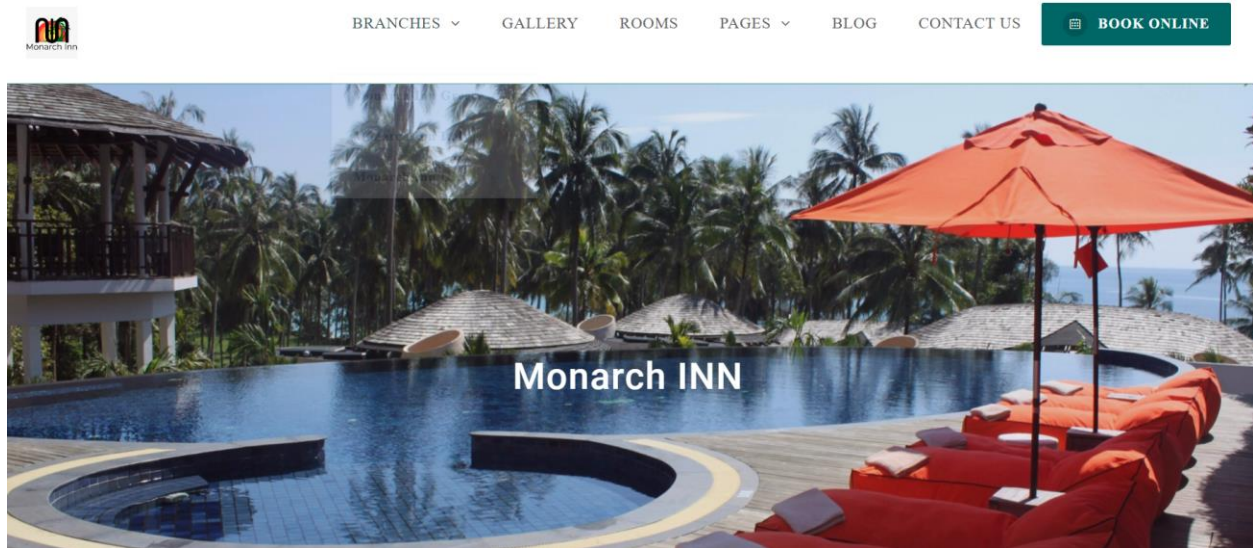 Monarch Inn
BRANCHES GALLERY ROOMS PAGES BLOG CONTACT US BOOK ONLINE
Monarch INN